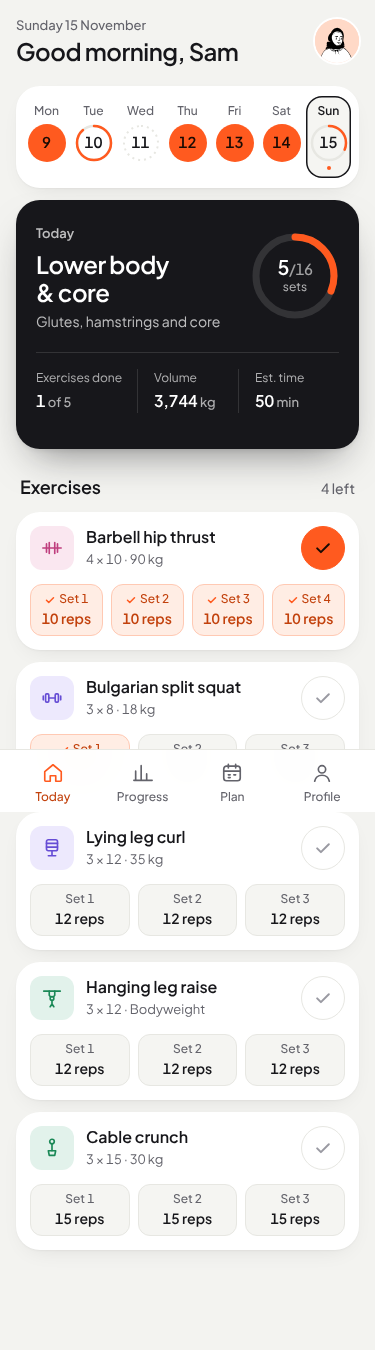 Sunday 15 November
Good morning, Sam
Mon Tue Wed Thu Fri Sat Sun
9 10 11 12 13 14 15
Today
Lower body
& core
Glutes, hamstrings and core
5/16
sets
Exercises done Volume Est. time
1 of 5 3,744 kg 50 min
Exercises 4 left
Barbell hip thrust
4 × 10 · 90 kg
Set 1 Set 2 Set 3 Set 4
10 reps 10 reps 10 reps 10 reps
Bulgarian split squat
3 × 8 · 18 kg
Set 1 Set 2 Set 3
Today Progress Plan Profile
Lying leg curl
3 × 12 · 35 kg
Set 1 Set 2 Set 3
12 reps 12 reps 12 reps
Hanging leg raise
3 × 12 · Bodyweight
Set 1 Set 2 Set 3
12 reps 12 reps 12 reps
Cable crunch
3 × 15 · 30 kg
Set 1 Set 2 Set 3
15 reps 15 reps 15 reps